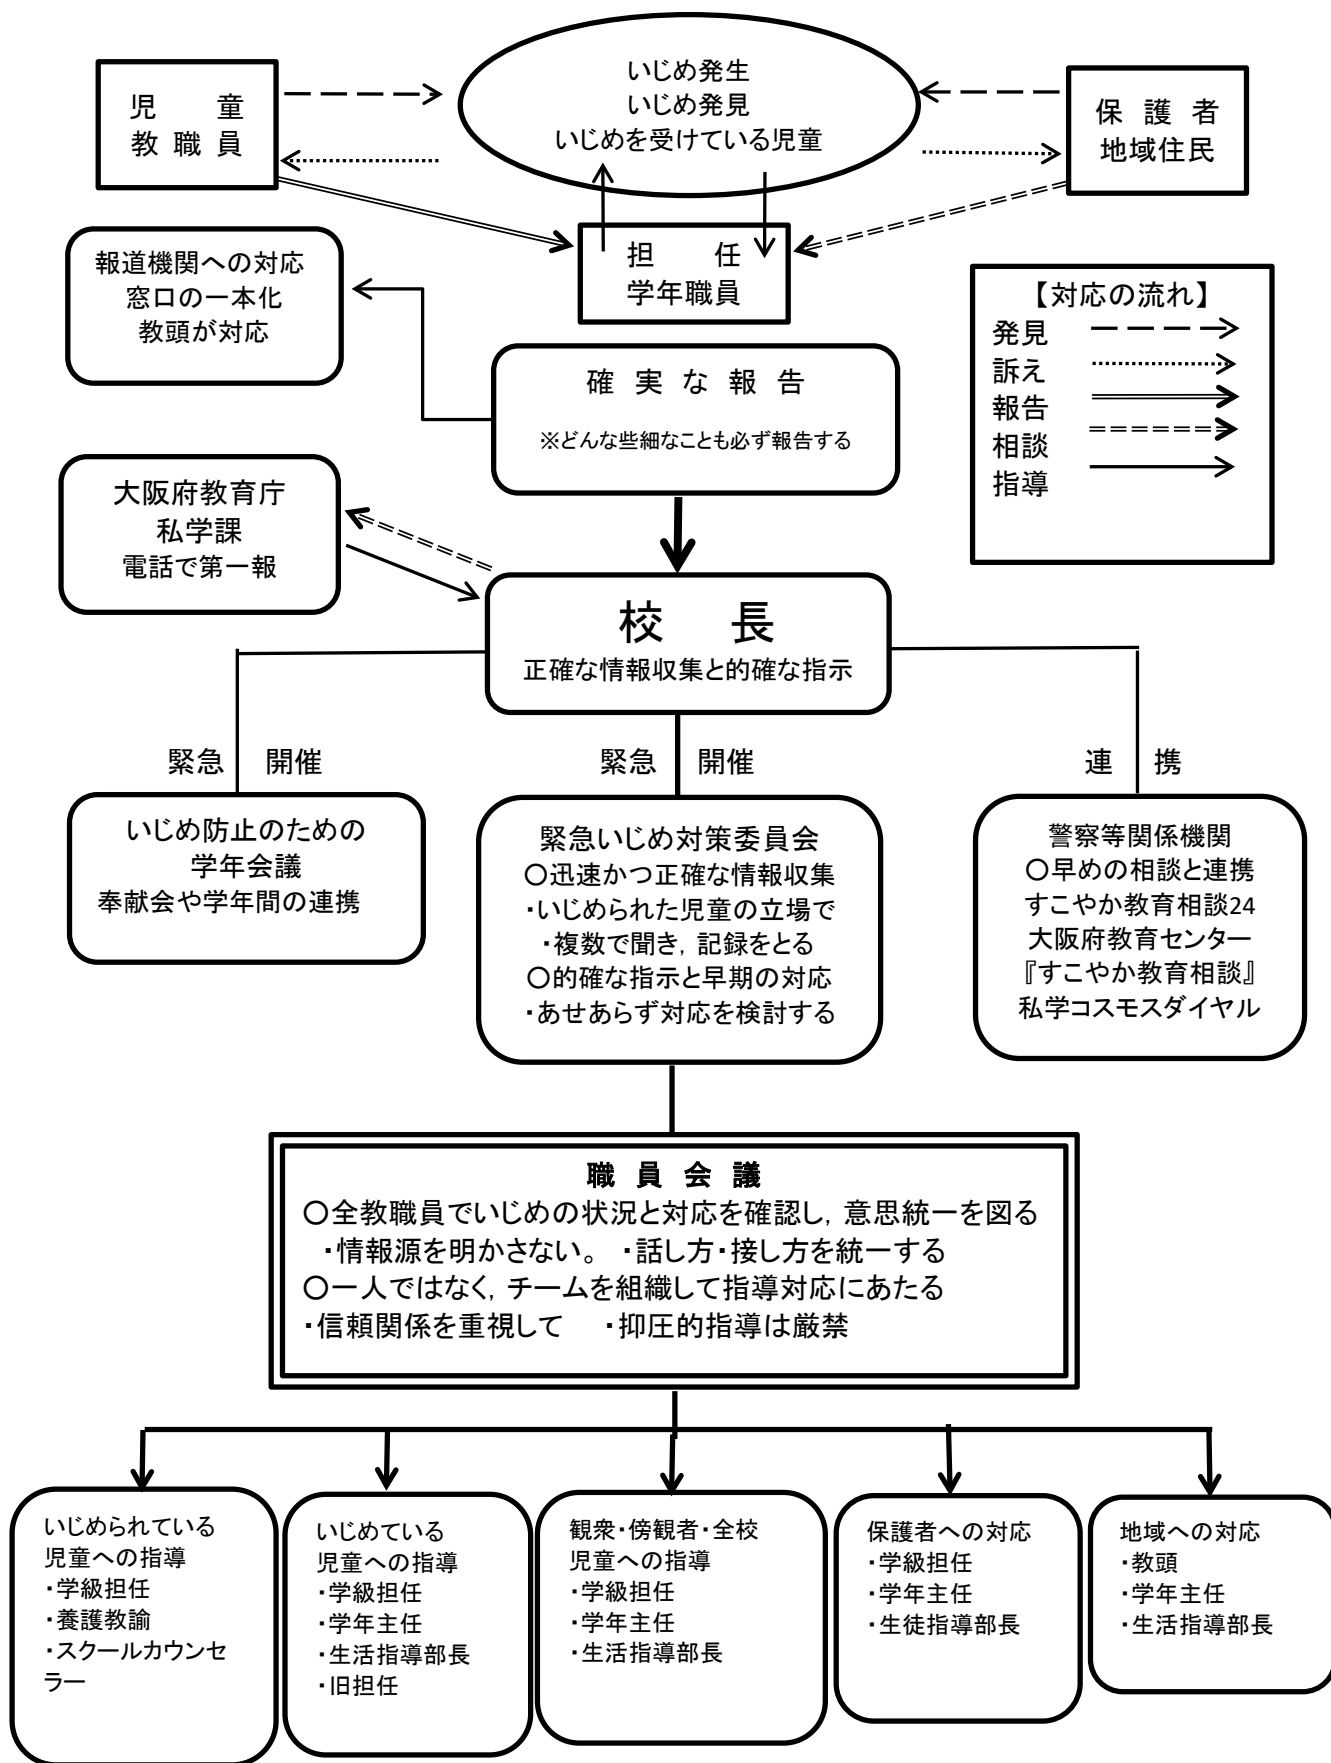 いじめ発生
いじめ発見
いじめを受けている児童
児　　童
教 職 員
保 護 者
地域住民
担　　任
学年職員
報道機関への対応
窓口の一本化
教頭が対応
【対応の流れ】
発見
訴え
報告
相談
指導
確 実 な 報 告
※どんな些細なことも必ず報告する
大阪府教育庁
私学課
電話で第一報
校　長
正確な情報収集と的確な指示
緊急　開催
緊急　開催
連　携
いじめ防止のための
学年会議
奉献会や学年間の連携
緊急いじめ対策委員会
○迅速かつ正確な情報収集
・いじめられた児童の立場で
・複数で聞き，記録をとる
○的確な指示と早期の対応
・あせあらず対応を検討する
警察等関係機関
○早めの相談と連携
すこやか教育相談24
大阪府教育センター
『すこやか教育相談』
私学コスモスダイヤル
職 員 会 議
○全教職員でいじめの状況と対応を確認し，意思統一を図る
・情報源を明かさない。 ・話し方・接し方を統一する
○一人ではなく，チームを組織して指導対応にあたる
・信頼関係を重視して　・抑圧的指導は厳禁
いじめられている
児童への指導
・学級担任
・養護教諭
・スクールカウンセ
ラー
いじめている
児童への指導
・学級担任
・学年主任
・生活指導部長
・旧担任
観衆・傍観者・全校
児童への指導
・学級担任
・学年主任
・生活指導部長
保護者への対応
・学級担任
・学年主任
・生徒指導部長
地域への対応
・教頭
・学年主任
・生活指導部長